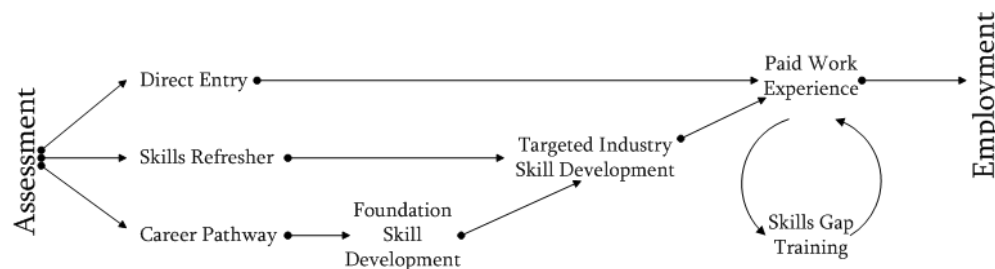 Assessment
Direct Entry
Skills Refresher
Career Pathway
Foundation
Skill
Development
Targeted Industry
Skill Development
Paid Work
Experience
Skills Gap
Training
Employment